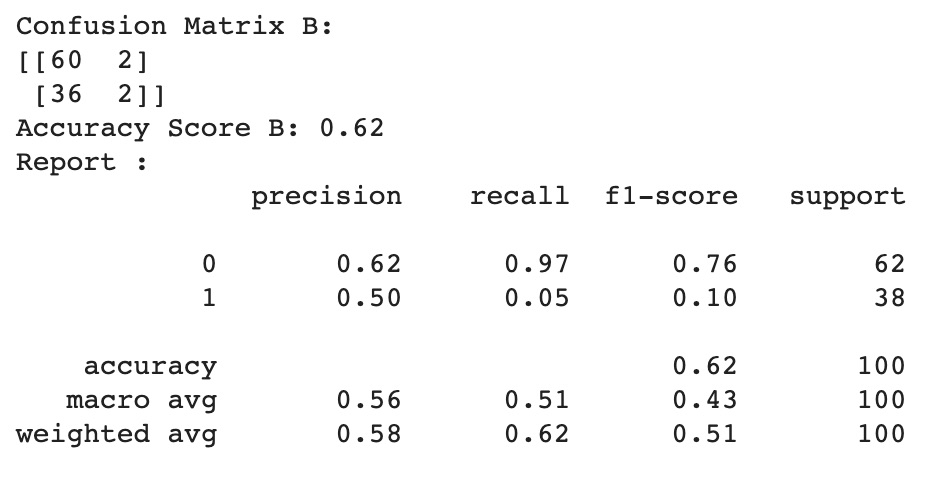 Confusion Matrix B:
[[60  2]
 [36  2]]
Accuracy Score B: 0.62
Report :
              precision    recall  f1-score   support

           0       0.62      0.97      0.76        62
           1       0.50      0.05      0.10        38

    accuracy                           0.62       100
   macro avg       0.56      0.51      0.43       100
weighted avg       0.58      0.62      0.51       100